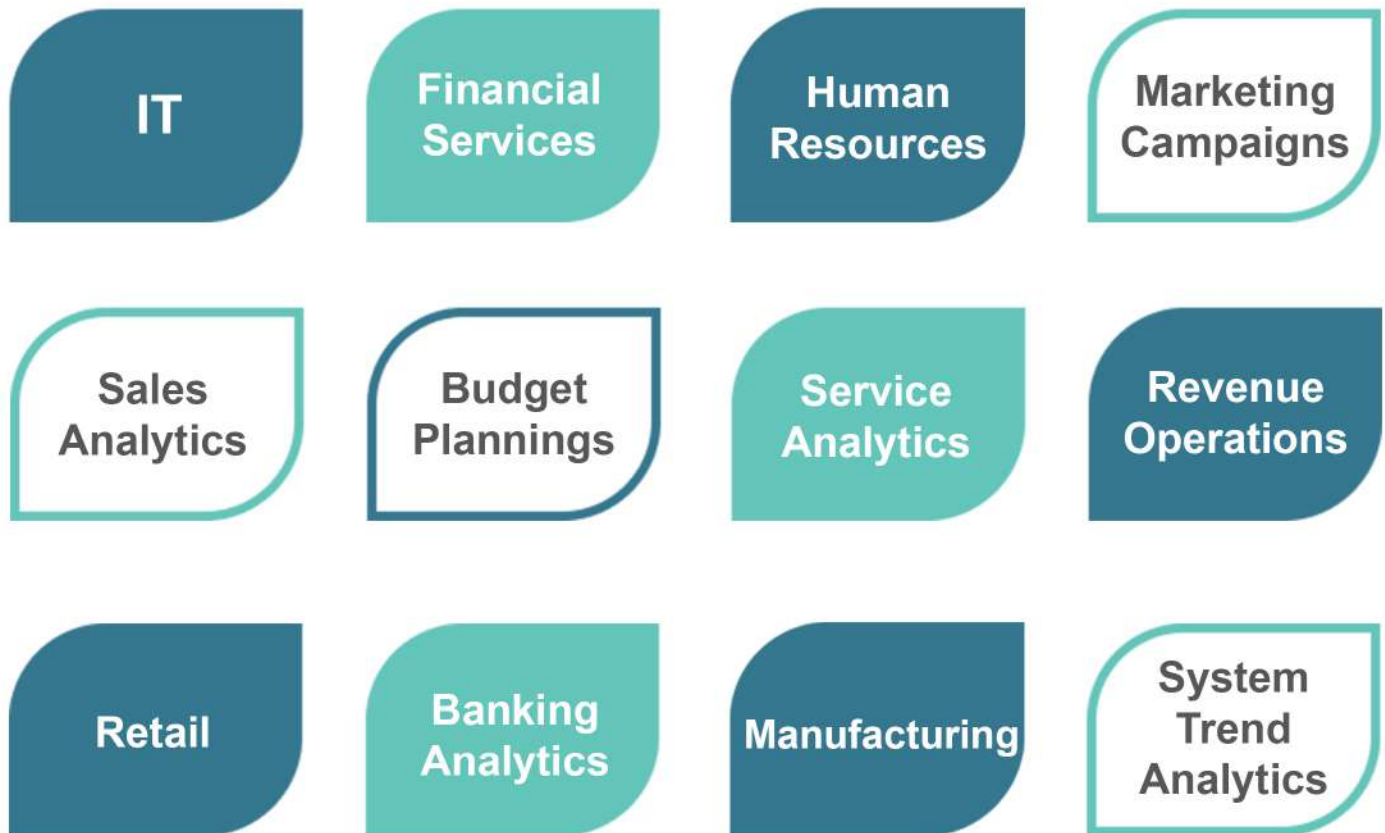 IT
Financial
Services
Human
Resources
Marketing
Campaigns
Sales
Analytics
Budget
Plannings
Service
Analytics
Revenue
Operations
Retail
Banking
Analytics
Manufacturing
System
Trend
Analytics